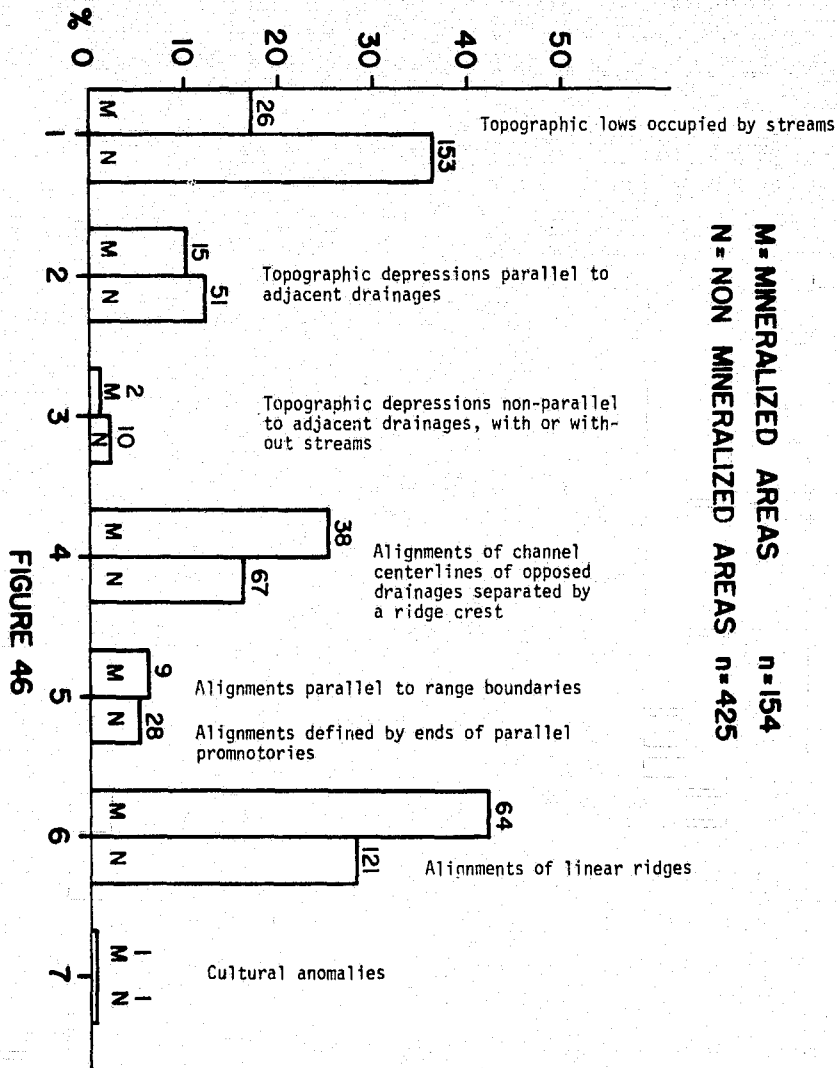 % 0 10 20 30 40 50
M= MINERALIZED AREAS n=154
N= NON MINERALIZED AREAS n=425
1
M 26
N 153
Topographic lows occupied by streams
2
M 15
N 51
Topographic depressions parallel to
adjacent drainages
3
M 2
N 10
Topographic depressions non-parallel
to adjacent drainages, with or with-
out streams
4
M 38
N 67
Alignments of channel
centerlines of opposed
drainages separated by
a ridge crest
5
M 9
N 28
Alignments parallel to range boundaries
Alignments defined by ends of parallel
promnotories
6
M 64
N 121
Alinnments of linear ridges
7
M 1
N 1
Cultural anomalies
FIGURE 46